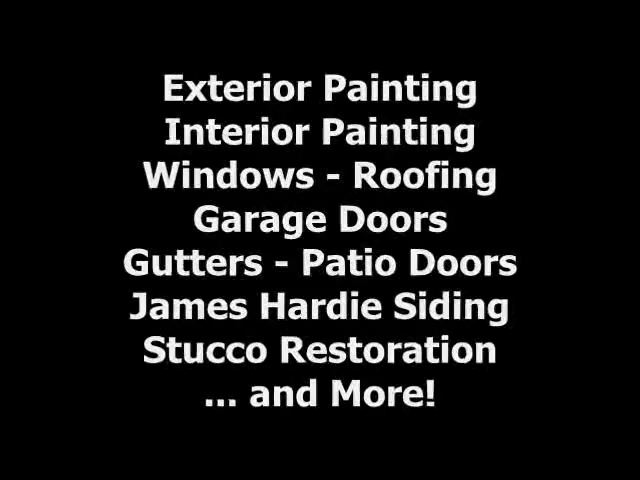 Exterior Painting
Interior Painting
Windows - Roofing
Garage Doors
Gutters - Patio Doors
James Hardie Siding
Stucco Restoration
... and More!